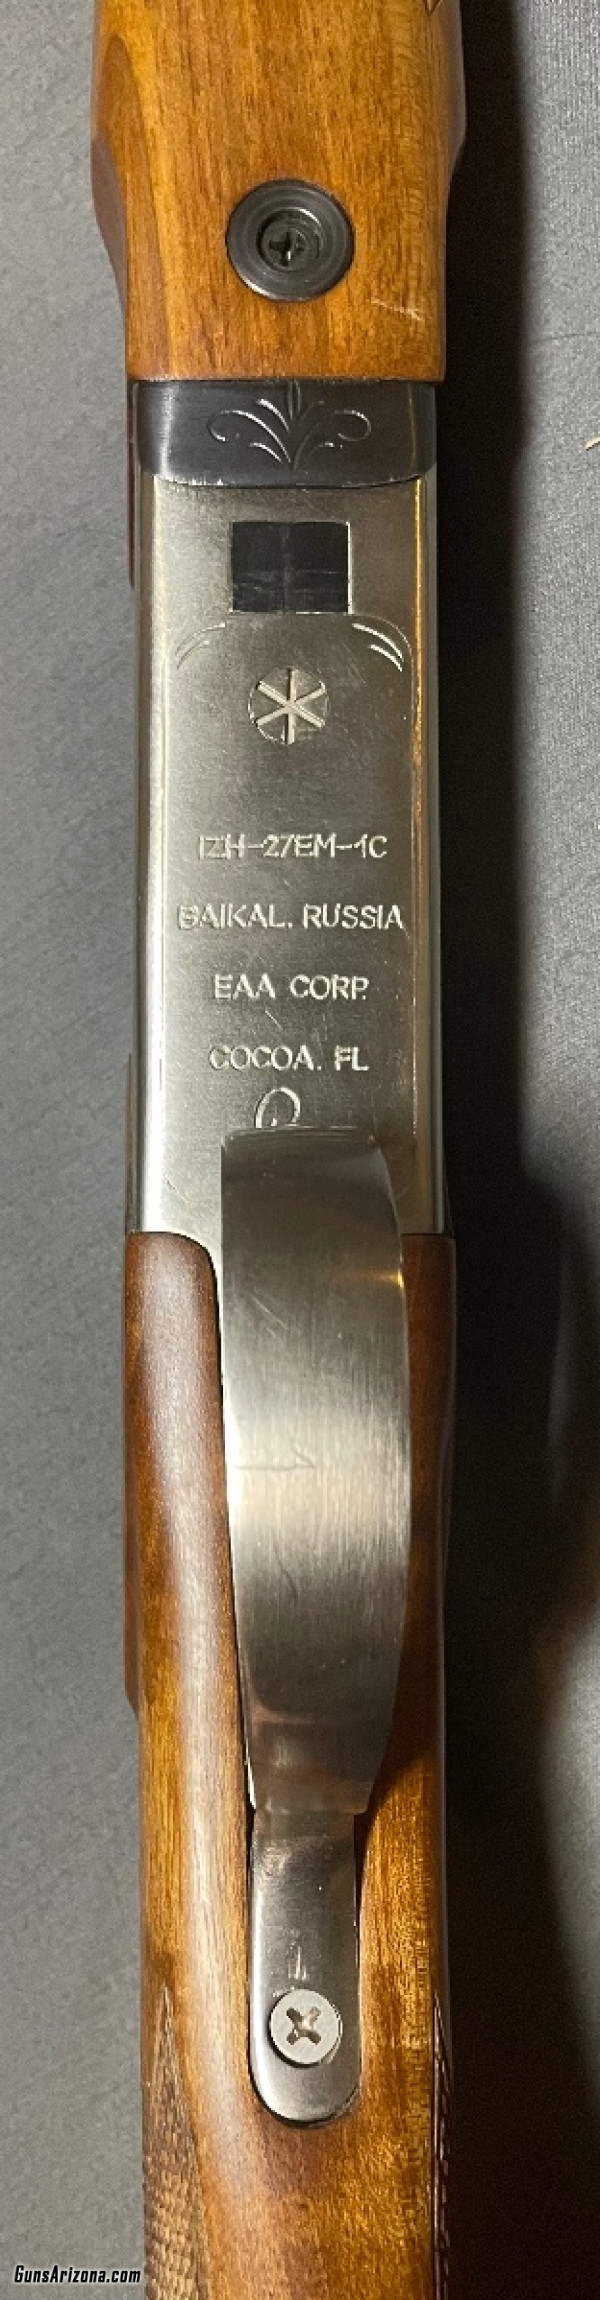 IZH-27EM-1C
BAIKAL. RUSSIA
EAA CORP.
COCOA. FL
GunsArizona.com